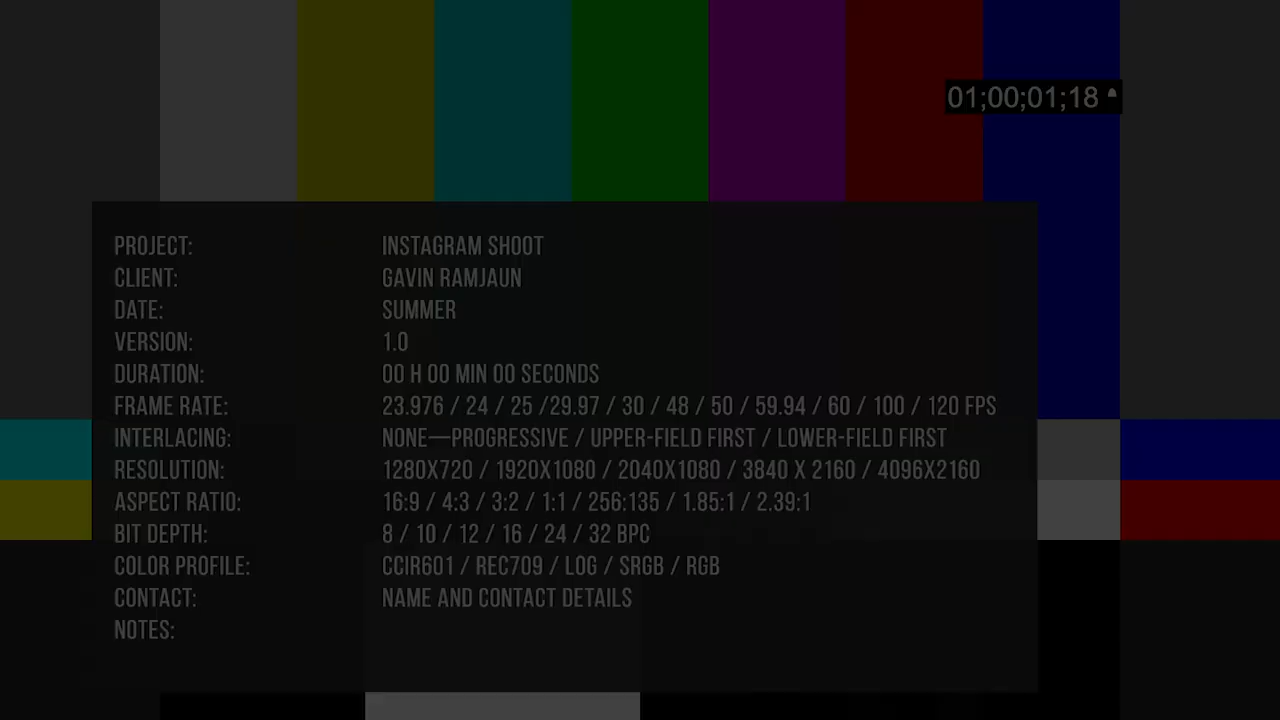 01;00;01;18
PROJECT: INSTAGRAM SHOOT
CLIENT: GAVIN RAMJAUN
DATE: SUMMER
VERSION: 1.0
DURATION: 00 H 00 MIN 00 SECONDS
FRAME RATE: 23.976 / 24 / 25 /29.97 / 30 / 48 / 50 / 59.94 / 60 / 100 / 120 FPS
INTERLACING: NONE—PROGRESSIVE / UPPER-FIELD FIRST / LOWER-FIELD FIRST
RESOLUTION: 1280X720 / 1920X1080 / 2040X1080 / 3840 X 2160 / 4096X2160
ASPECT RATIO: 16:9 / 4:3 / 3:2 / 1:1 / 256:135 / 1.85:1 / 2.39:1
BIT DEPTH: 8 / 10 / 12 / 16 / 24 / 32 BPC
COLOR PROFILE: CCIR601 / REC709 / LOG / SRGB / RGB
CONTACT: NAME AND CONTACT DETAILS
NOTES: